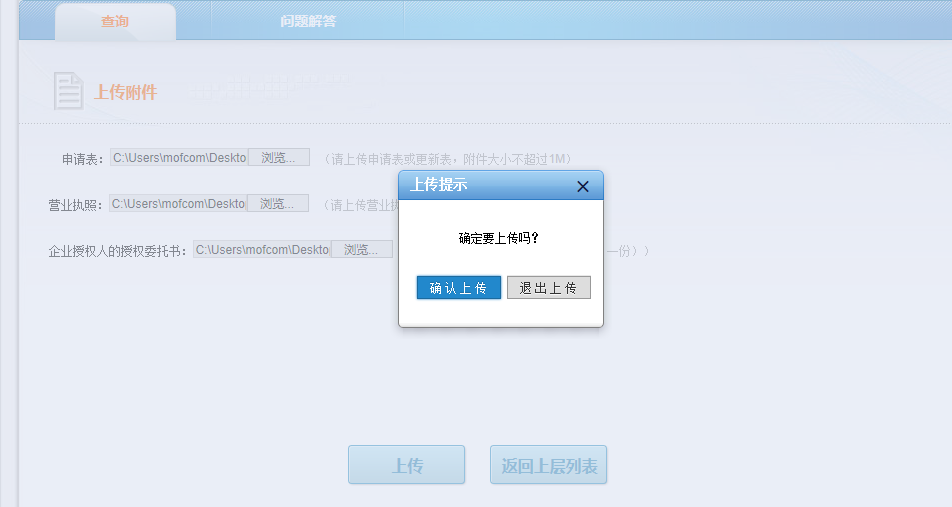 查询
问题解答
上传附件
申请表: C:\Users\mofcom\Deskto 浏览... （请上传申请表或更新表，附件大小不超过1M）
营业执照: C:\Users\mofcom\Deskto 浏览... （请上传营业执
企业授权人的授权委托书: C:\Users\mofcom\Deskto 浏览... 一份））
上传提示
确定要上传吗?
确认上传 退出上传
上传 返回上层列表